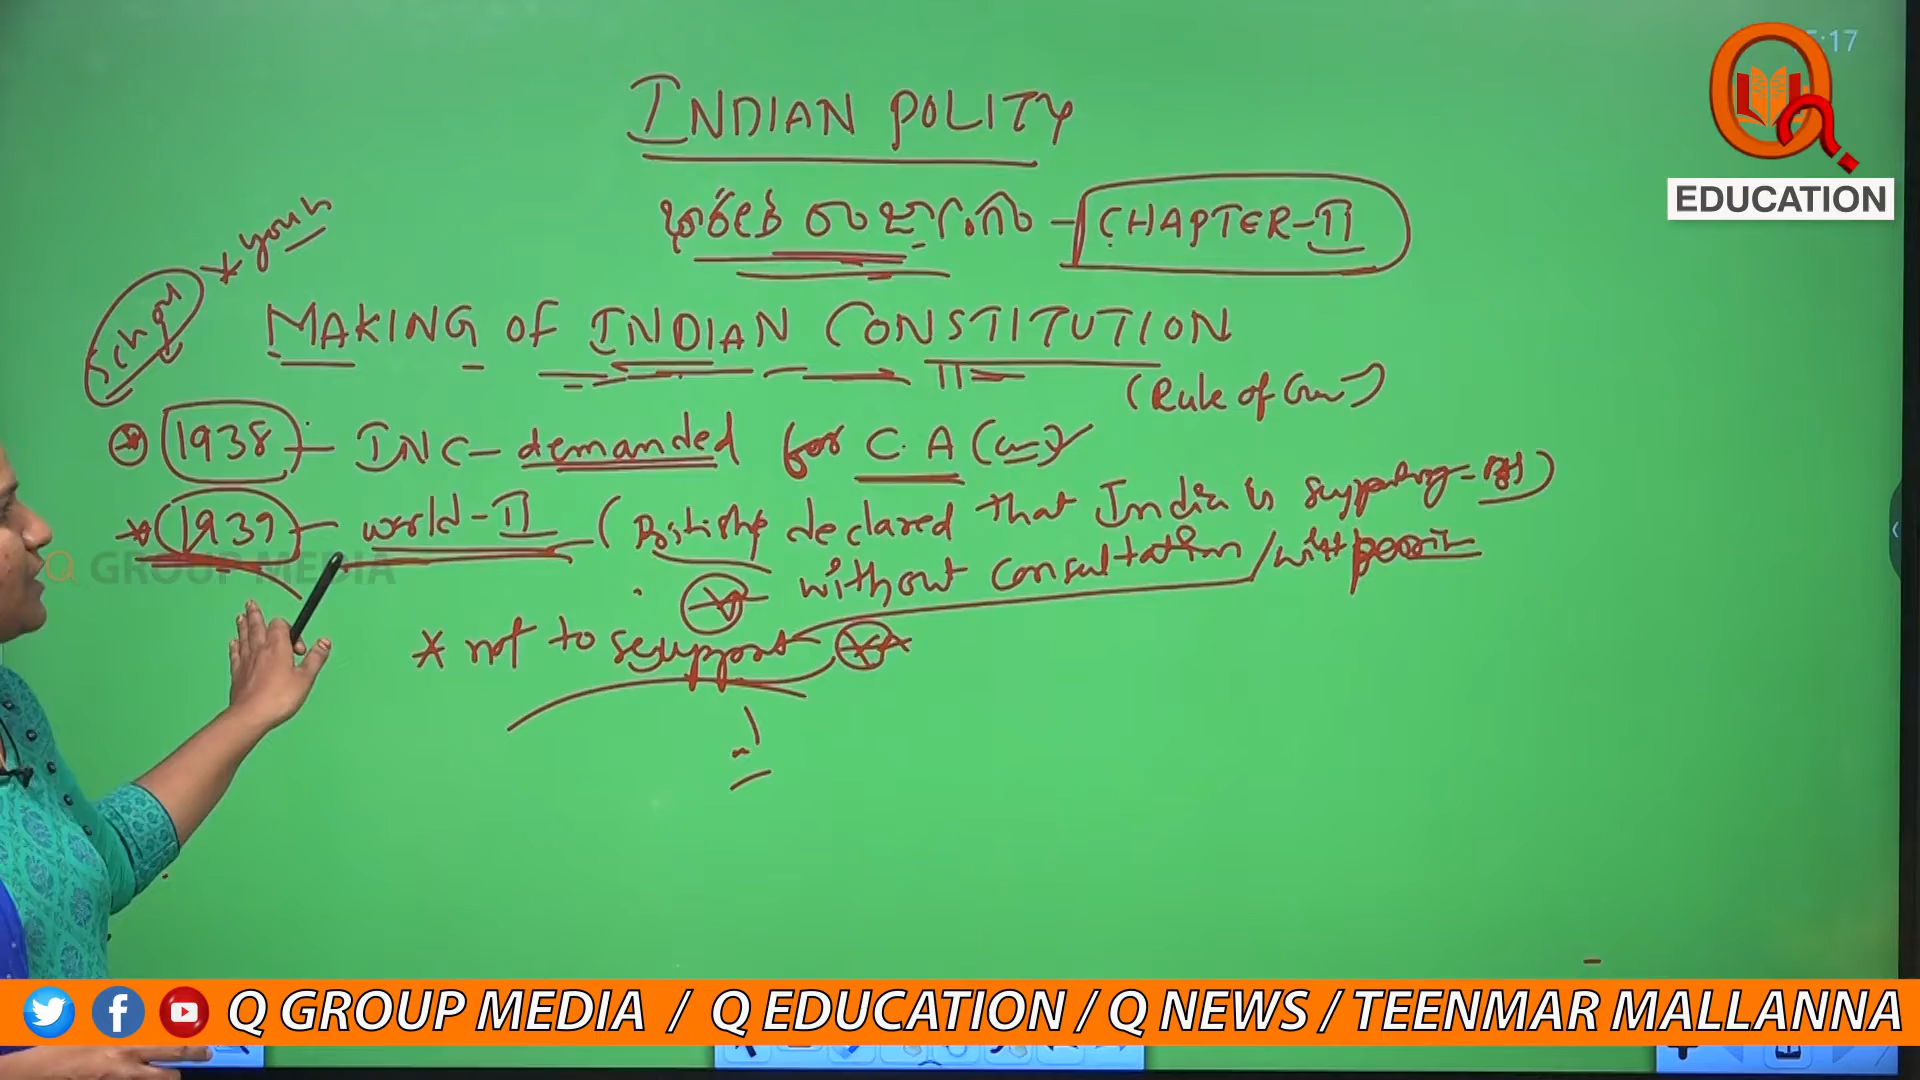 :17
EDUCATION
INDIAN POLITY
భారత రాజ్యాంగం - CHAPTER-II
* youth
MAKING OF INDIAN CONSTITUTION
(Rule of
1938 - INC - demanded for C.A
* 1939 - world-II (British declared that India is supporting -
without consultation /
* not to support
Q GROUP MEDIA
Q GROUP MEDIA / Q EDUCATION / Q NEWS / TEENMAR MALLANNA